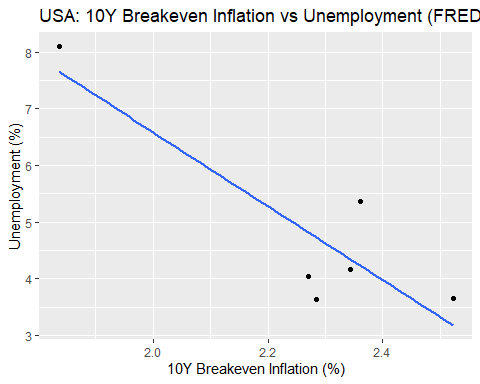 USA: 10Y Breakeven Inflation vs Unemployment (FRED
8
7
6
5
4
3
Unemployment (%)
2.0 2.2 2.4
10Y Breakeven Inflation (%)